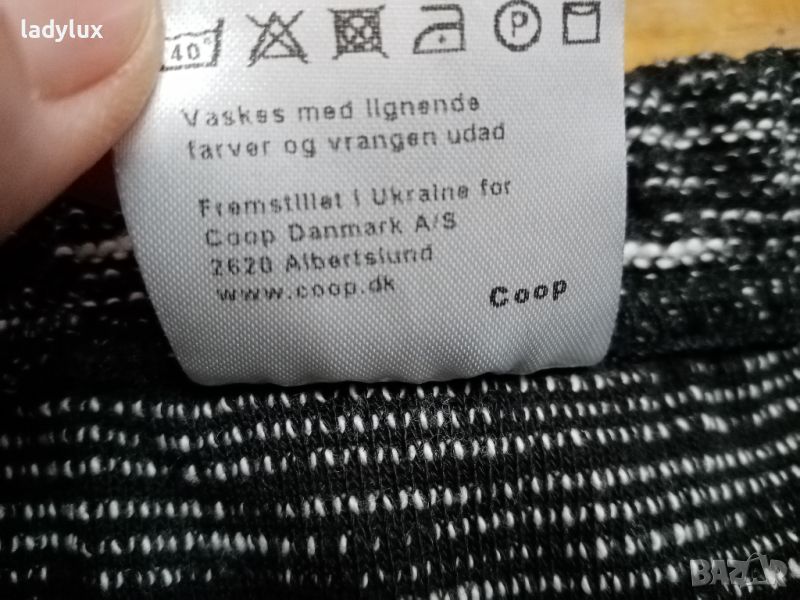 ladylux
40°
P
Vaskes med lignende
farver og vrangen udad
Fremstillet i Ukraine for
Coop Danmark A/S
2620 Albertslund
www.coop.dk
Coop
BAZAR